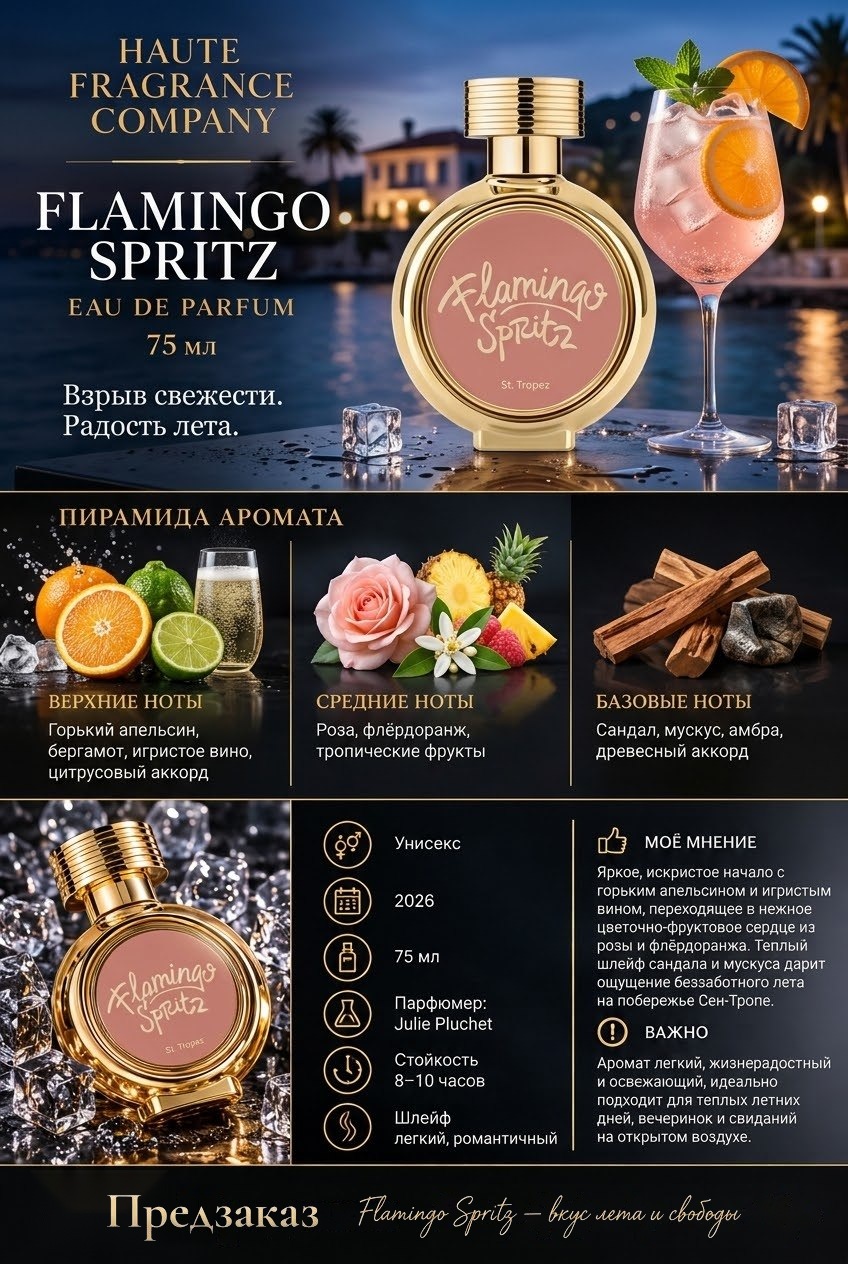 HAUTE
FRAGRANCE
COMPANY
FLAMINGO
SPRITZ
EAU DE PARFUM
75 мл
Взрыв свежести.
Радость лета.
Flamingo
Spritz
St. Tropez
ПИРАМИДА АРОМАТА
ВЕРХНИЕ НОТЫ
Горький апельсин,
бергамот, игристое вино,
цитрусовый аккорд
СРЕДНИЕ НОТЫ
Роза, флёрдоранж,
тропические фрукты
БАЗОВЫЕ НОТЫ
Сандал, мускус, амбра,
древесный аккорд
Flamingo
Spritz
St. Tropez
Унисекс
2026
75 мл
Парфюмер:
Julie Pluchet
Стойкость
8–10 часов
Шлейф
легкий, романтичный
МОЁ МНЕНИЕ
Яркое, искристое начало с
горьким апельсином и игристым
вином, переходящее в нежное
цветочно-фруктовое сердце из
розы и флёрдоранжа. Теплый
шлейф сандала и мускуса дарит
ощущение беззаботного лета
на побережье Сен-Тропе.
ВАЖНО
Аромат легкий, жизнерадостный
и освежающий, идеально
подходит для теплых летних
дней, вечеринок и свиданий
на открытом воздухе.
Предзаказ
Flamingo Spritz — вкус лета и свободы